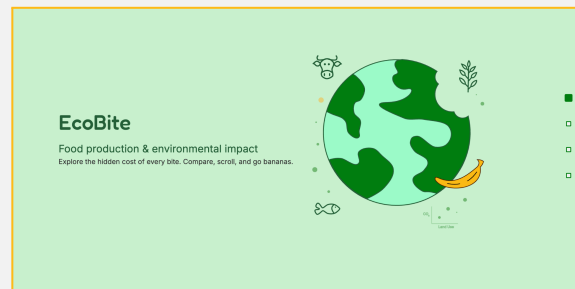 EcoBite
Food production & environmental impact
Explore the hidden cost of every bite. Compare, scroll, and go bananas.